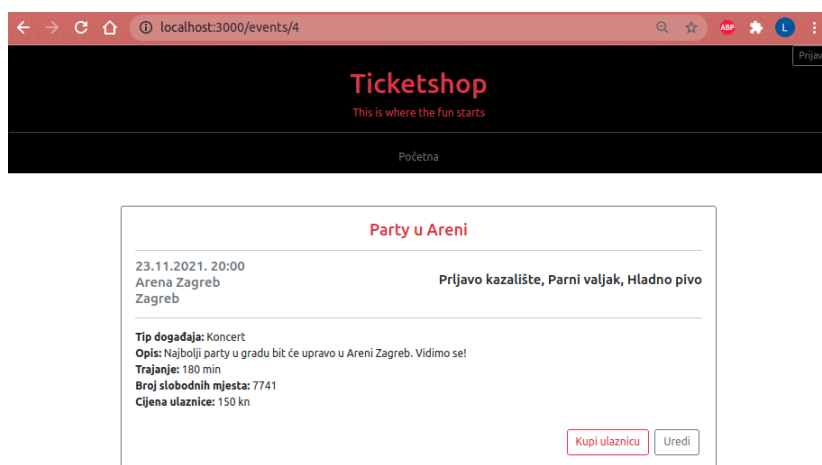 localhost:3000/events/4
ABP
L
Ticketshop
This is where the fun starts
Početna
Party u Areni
23.11.2021. 20:00
Arena Zagreb
Zagreb
Prljavo kazalište, Parni valjak, Hladno pivo
Tip događaja: Koncert
Opis: Najbolji party u gradu bit će upravo u Areni Zagreb. Vidimo se!
Trajanje: 180 min
Broj slobodnih mjesta: 7741
Cijena ulaznice: 150 kn
Kupi ulaznicu
Uredi